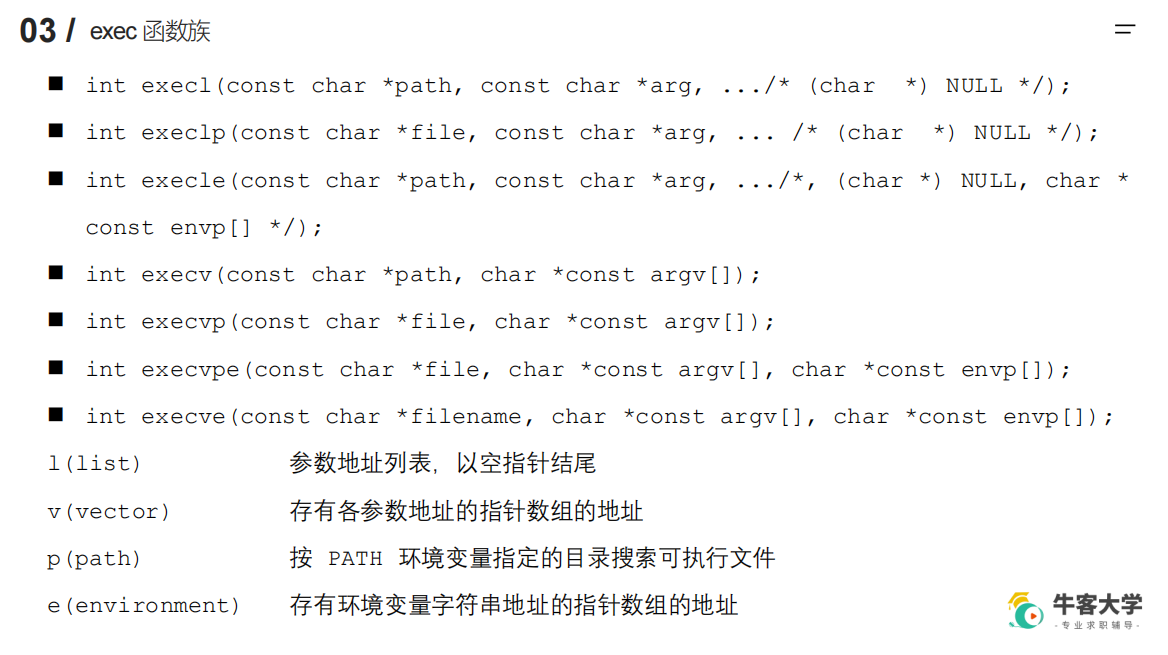 03 / exec 函数族
■ int execl(const char *path, const char *arg, .../* (char  *) NULL */);
■ int execlp(const char *file, const char *arg, ... /* (char  *) NULL */);
■ int execle(const char *path, const char *arg, .../*, (char *) NULL, char *
const envp[] */);
■ int execv(const char *path, char *const argv[]);
■ int execvp(const char *file, char *const argv[]);
■ int execvpe(const char *file, char *const argv[], char *const envp[]);
■ int execve(const char *filename, char *const argv[], char *const envp[]);
l(list) 参数地址列表，以空指针结尾
v(vector) 存有各参数地址的指针数组的地址
p(path) 按 PATH 环境变量指定的目录搜索可执行文件
e(environment) 存有环境变量字符串地址的指针数组的地址
牛客大学
-专业求职辅导-